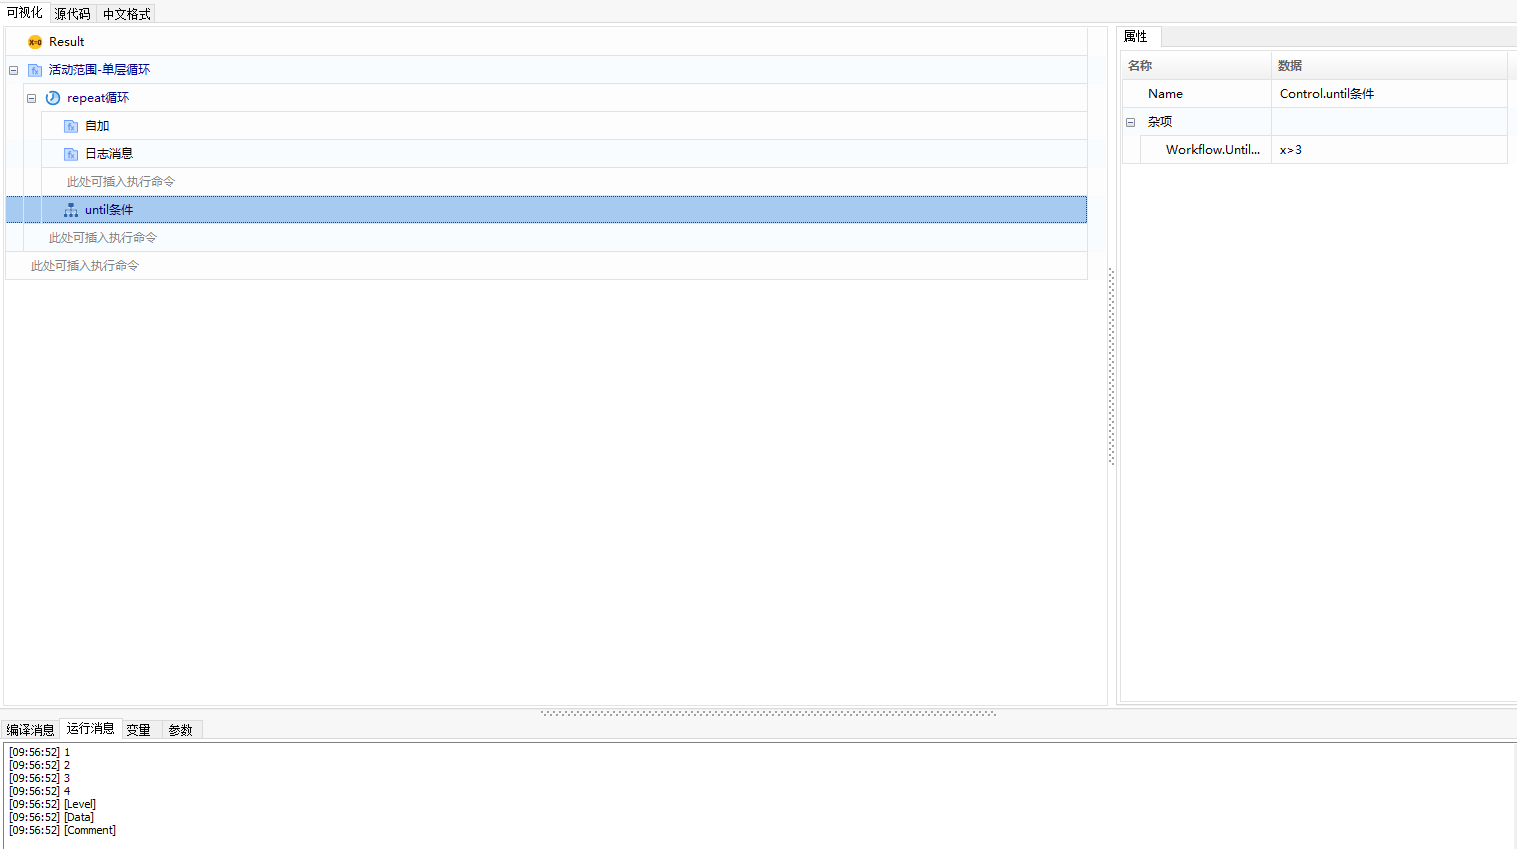 可视化 源代码 中文格式
Result
活动范围-单层循环
repeat循环
自加
日志消息
此处可插入执行命令
until条件
此处可插入执行命令
此处可插入执行命令
属性
名称 数据
Name Control.until条件
杂项
Workflow.Until... x>3
编译消息 运行消息 变量 参数
[09:56:52] 1
[09:56:52] 2
[09:56:52] 3
[09:56:52] 4
[09:56:52] [Level]
[09:56:52] [Data]
[09:56:52] [Comment]